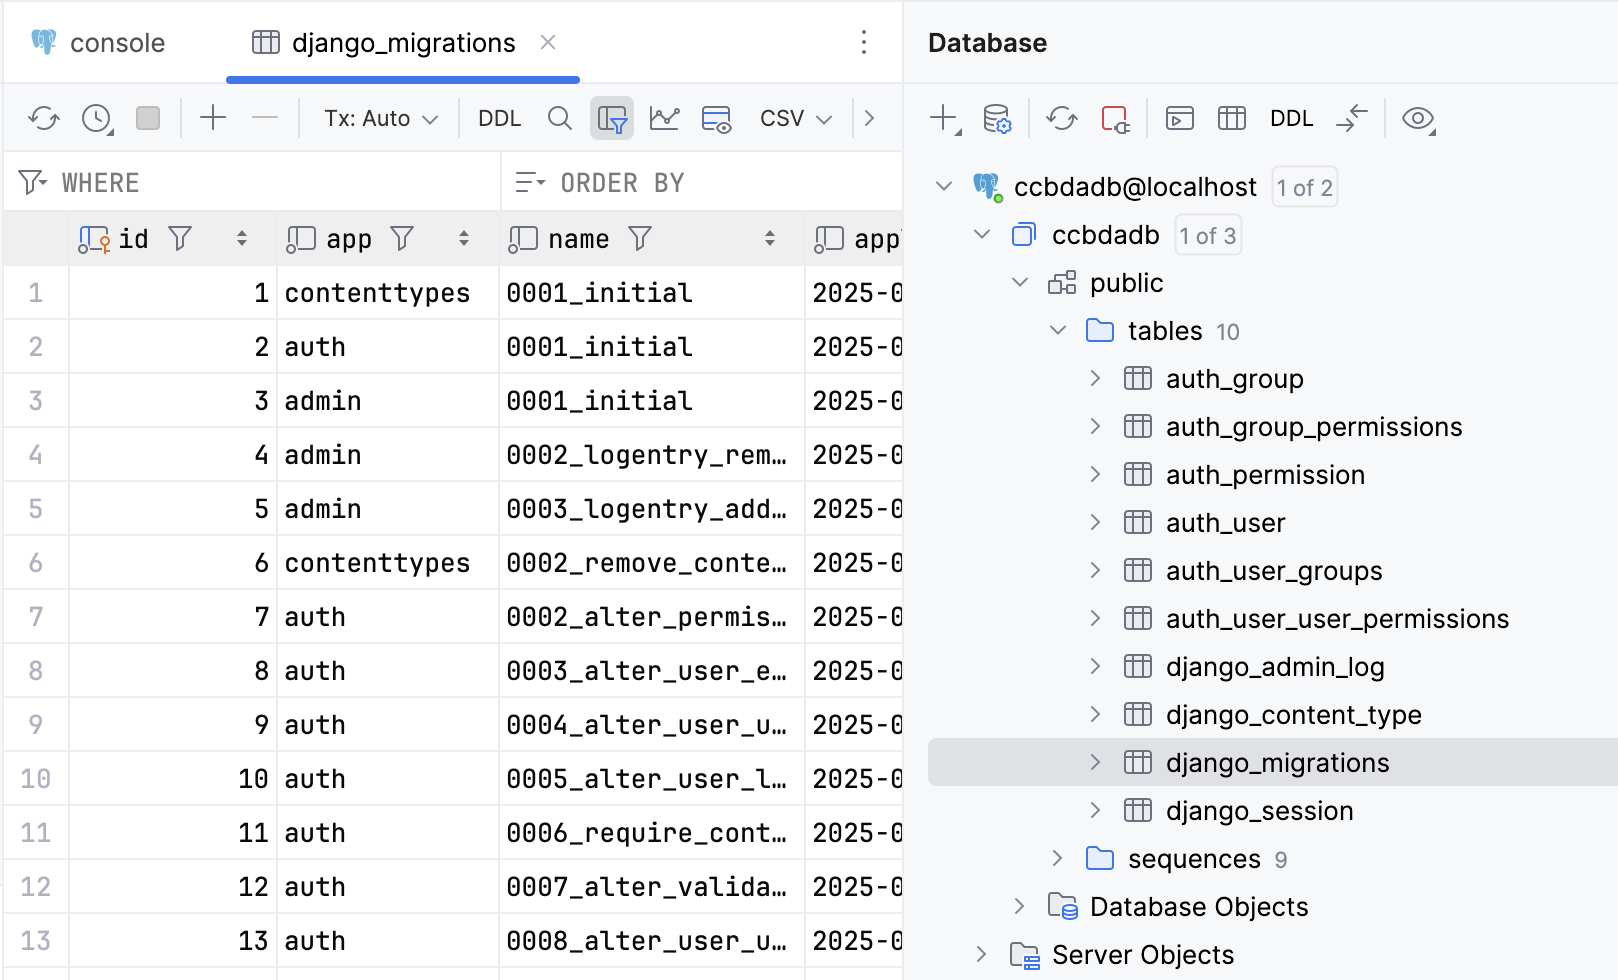 console
django_migrations
Tx: Auto
DDL
CSV
WHERE
ORDER BY
id app name app
1 1 contenttypes 0001_initial 2025-0
2 2 auth 0001_initial 2025-0
3 3 admin 0001_initial 2025-0
4 4 admin 0002_logentry_rem… 2025-0
5 5 admin 0003_logentry_add… 2025-0
6 6 contenttypes 0002_remove_conte… 2025-0
7 7 auth 0002_alter_permis… 2025-0
8 8 auth 0003_alter_user_e… 2025-0
9 9 auth 0004_alter_user_u… 2025-0
10 10 auth 0005_alter_user_l… 2025-0
11 11 auth 0006_require_cont… 2025-0
12 12 auth 0007_alter_valida… 2025-0
13 13 auth 0008_alter_user_u… 2025-0
Database
DDL
ccbdadb@localhost 1 of 2
ccbdadb 1 of 3
public
tables 10
auth_group
auth_group_permissions
auth_permission
auth_user
auth_user_groups
auth_user_user_permissions
django_admin_log
django_content_type
django_migrations
django_session
sequences 9
Database Objects
Server Objects